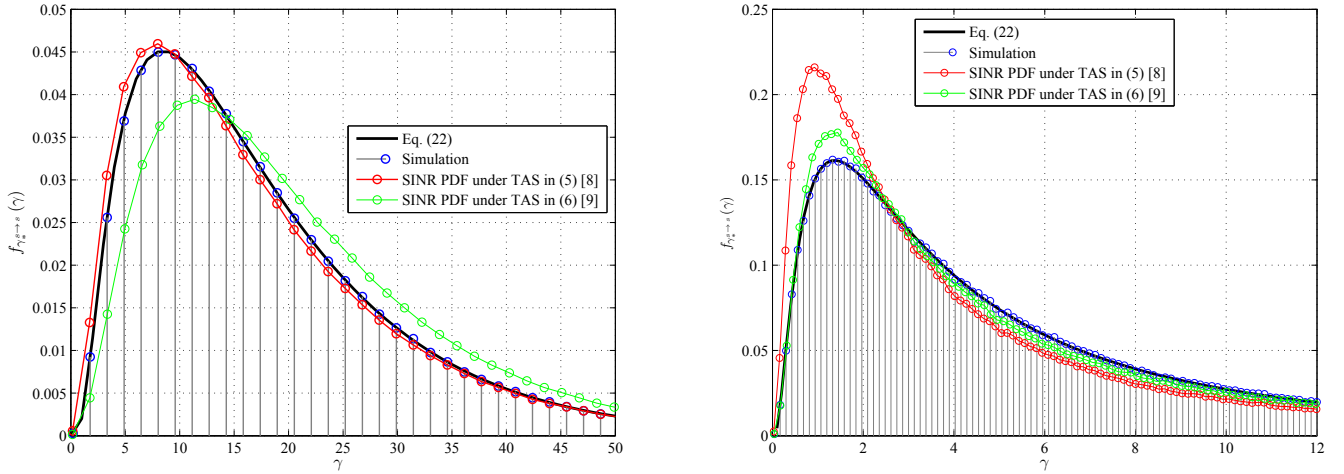 0.05
0.045
0.04
0.035
0.03
0.025
0.02
0.015
0.01
0.005
0
0 5 10 15 20 25 30 35 40 45 50
γ
f_{γ_*^{s→s}}(γ)
Eq. (22)
Simulation
SINR PDF under TAS in (5) [8]
SINR PDF under TAS in (6) [9]
0.25
0.2
0.15
0.1
0.05
0
0 2 4 6 8 10 12
γ
f_{γ_*^{s→s}}(γ)
Eq. (22)
Simulation
SINR PDF under TAS in (5) [8]
SINR PDF under TAS in (6) [9]